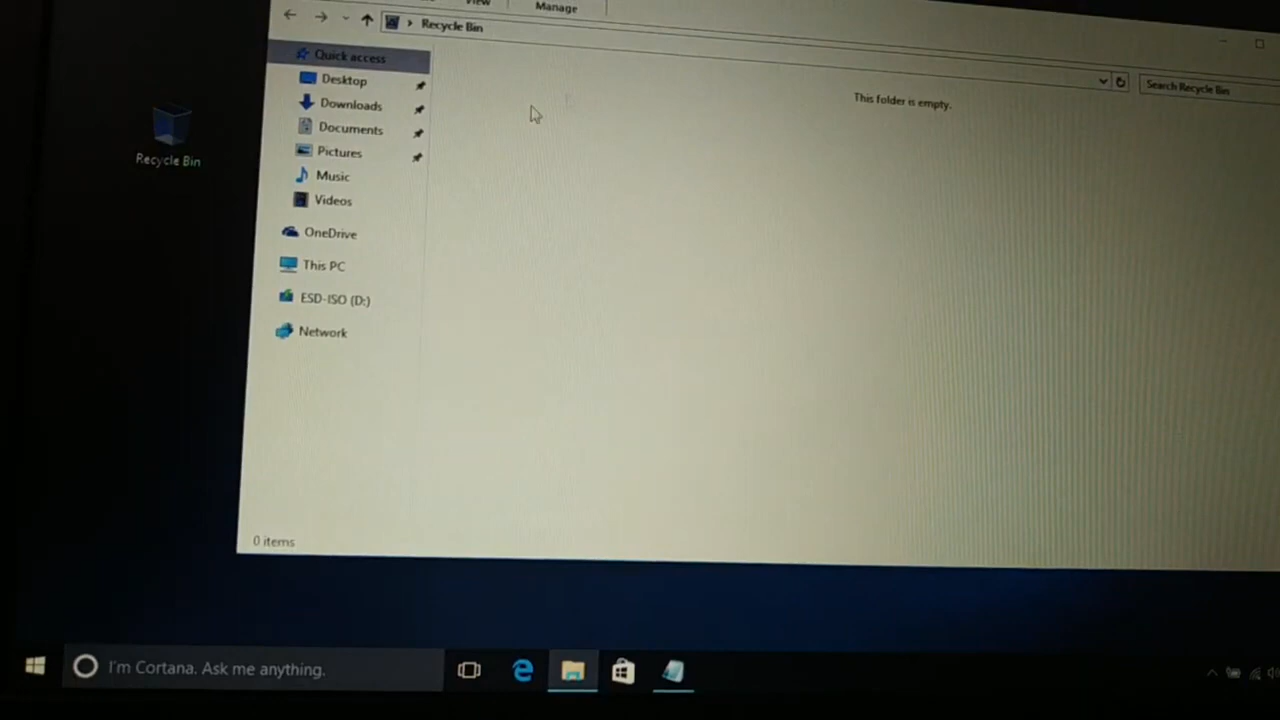 View
Manage
Recycle Bin
Search Recycle Bin
Quick access
Desktop
Downloads
Documents
Pictures
Music
Videos
OneDrive
This PC
ESD-ISO (D:)
Network
This folder is empty.
Recycle Bin
0 items
I'm Cortana. Ask me anything.